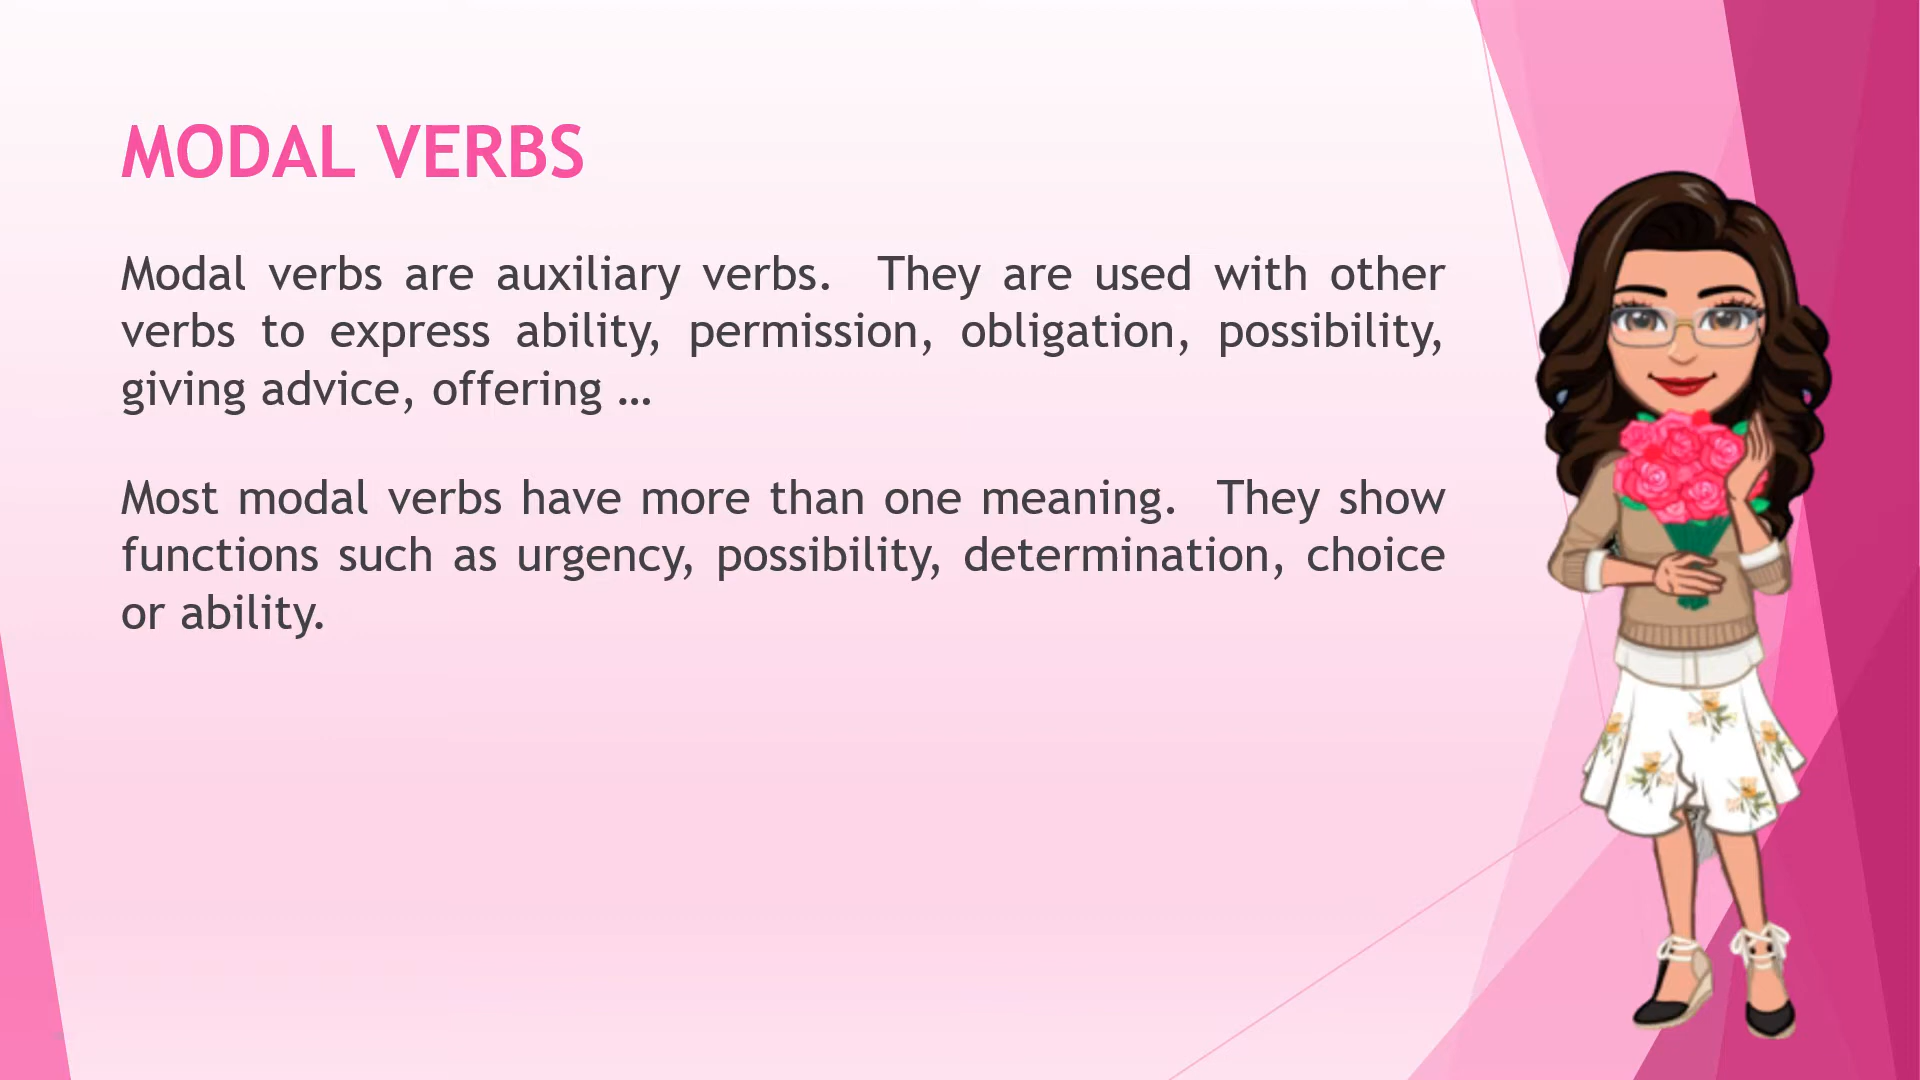 MODAL VERBS
Modal verbs are auxiliary verbs.  They are used with other
verbs to express ability, permission, obligation, possibility,
giving advice, offering …
Most modal verbs have more than one meaning.  They show
functions such as urgency, possibility, determination, choice
or ability.